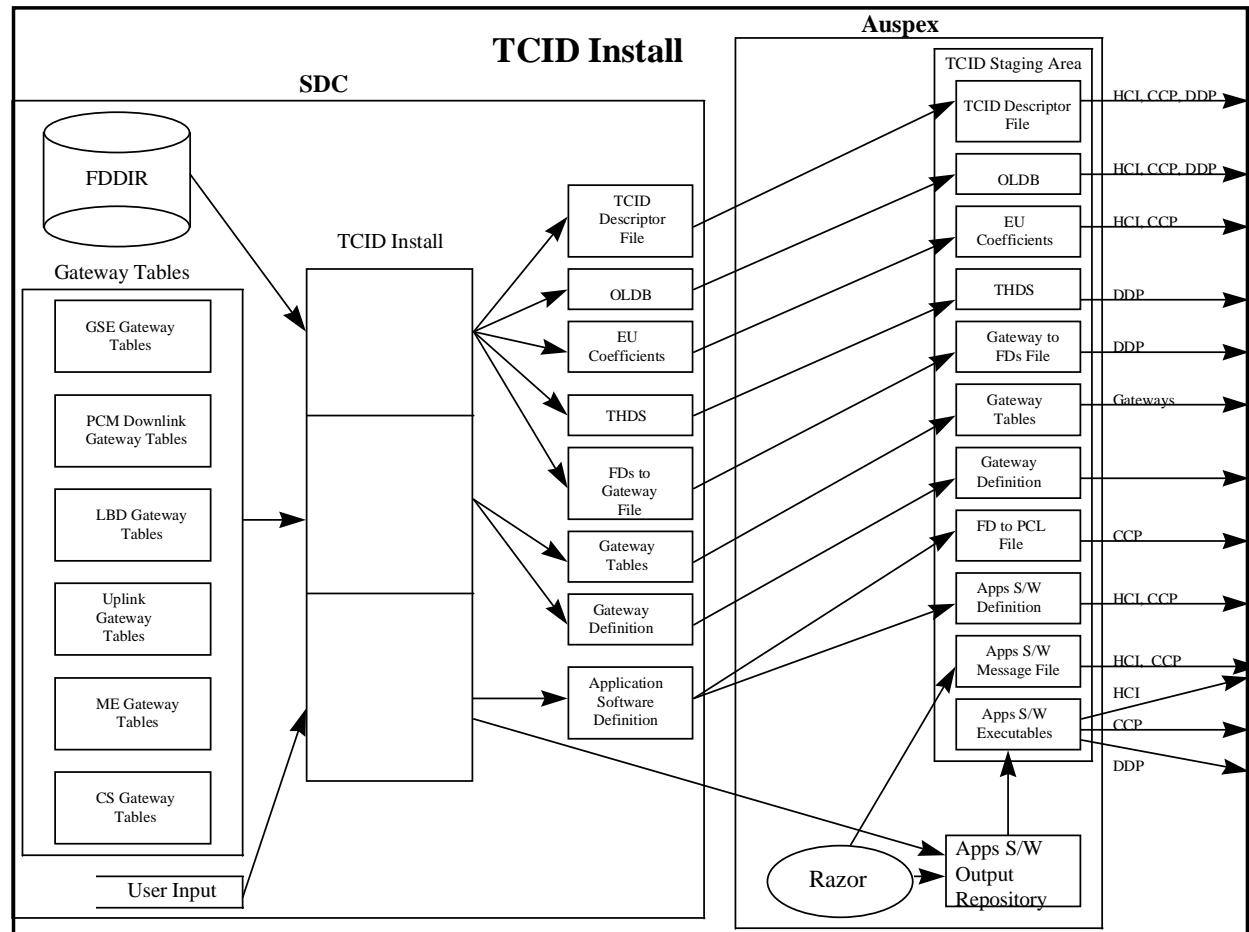 Auspex
TCID Install
SDC
FDDIR
Gateway Tables
GSE Gateway
Tables
PCM Downlink
Gateway Tables
LBD Gateway
Tables
Uplink
Gateway
Tables
ME Gateway
Tables
CS Gateway
Tables
User Input
TCID Install
TCID
Descriptor
File
OLDB
EU
Coefficients
THDS
FDs to
Gateway
File
Gateway
Tables
Gateway
Definition
Application
Software
Definition
TCID Staging Area
TCID Descriptor
File
OLDB
EU
Coefficients
THDS
Gateway to
FDs File
Gateway
Tables
Gateway
Definition
FD to PCL
File
Apps S/W
Definition
Apps S/W
Message File
Apps S/W
Executables
Razor
Apps S/W
Output
Repository
HCI, CCP, DDP
HCI, CCP, DDP
HCI, CCP
DDP
DDP
Gateways
CCP
HCI, CCP
HCI, CCP
HCI
CCP
DDP